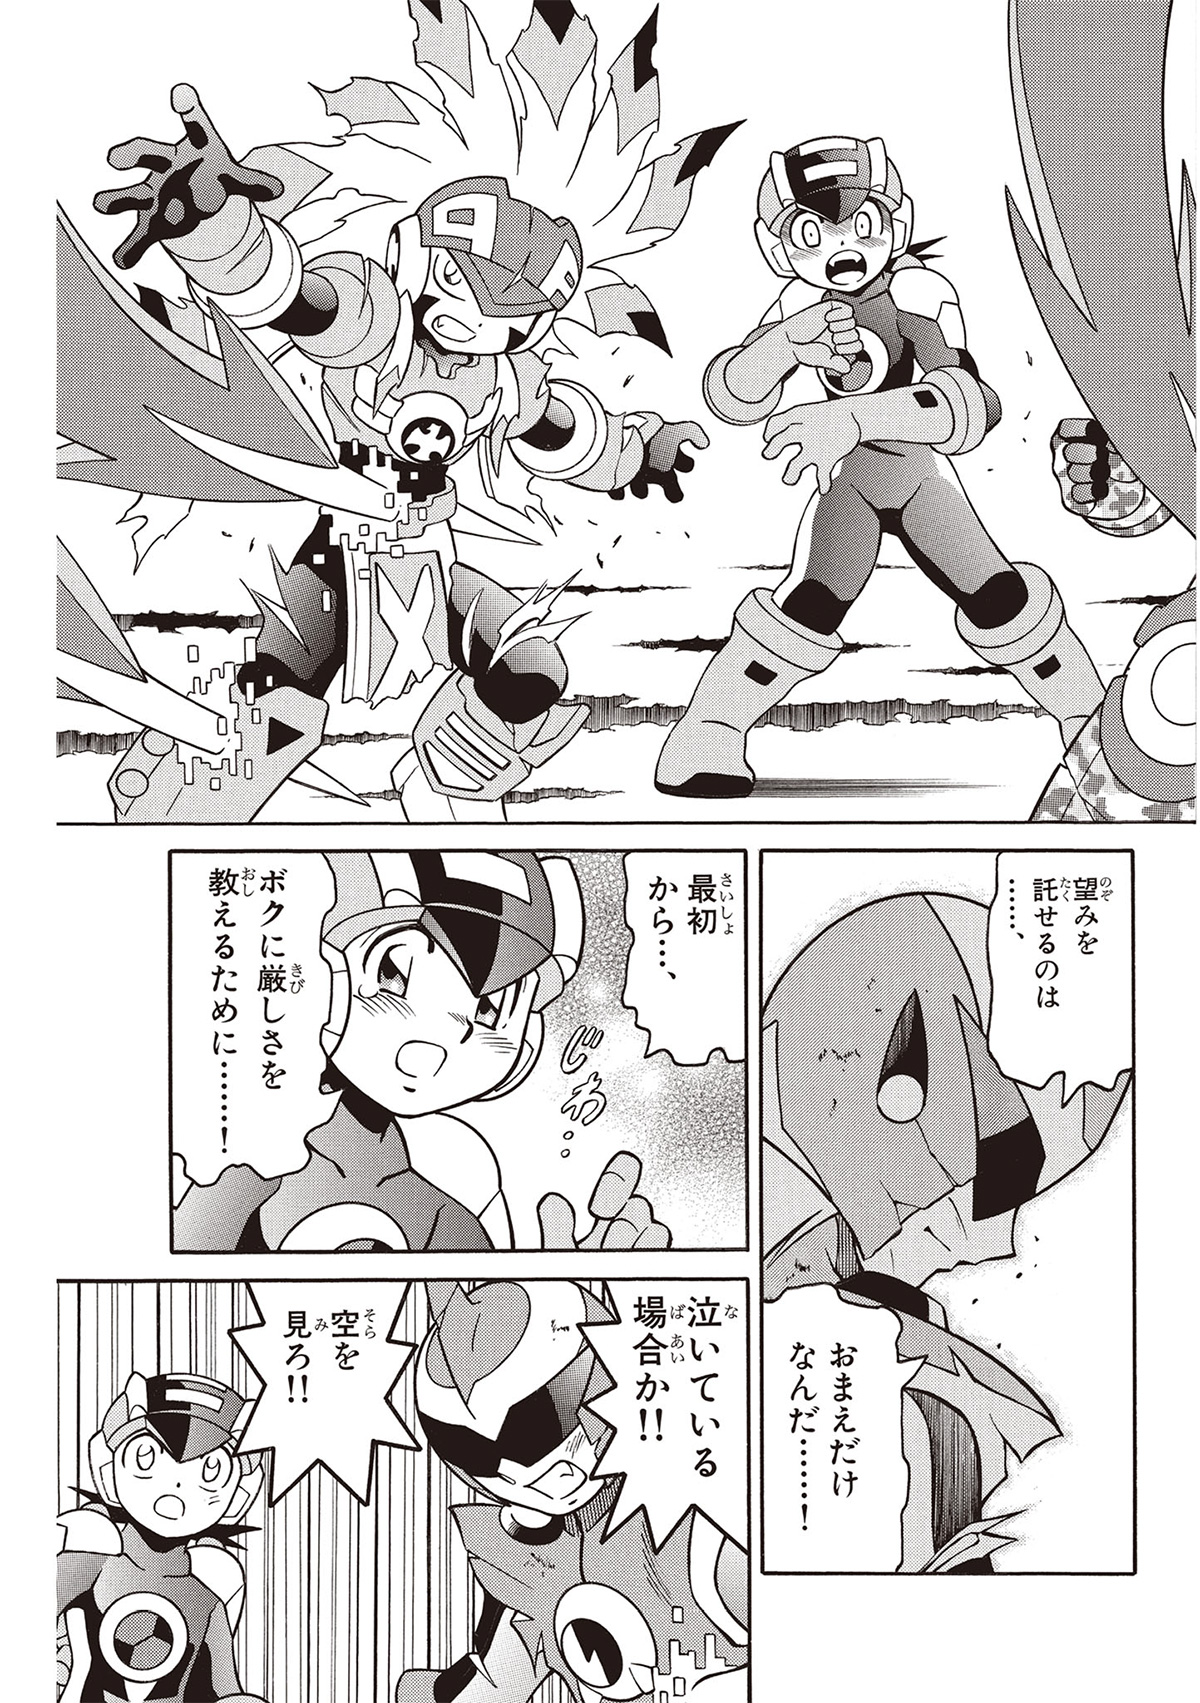 望みを
託せるのは
……、
おまえだけ
なんだ……！
最初
から…、
ボクに厳しさを
教えるために……！
じわ‥
泣いている
場合か!!
空を
見ろ!!